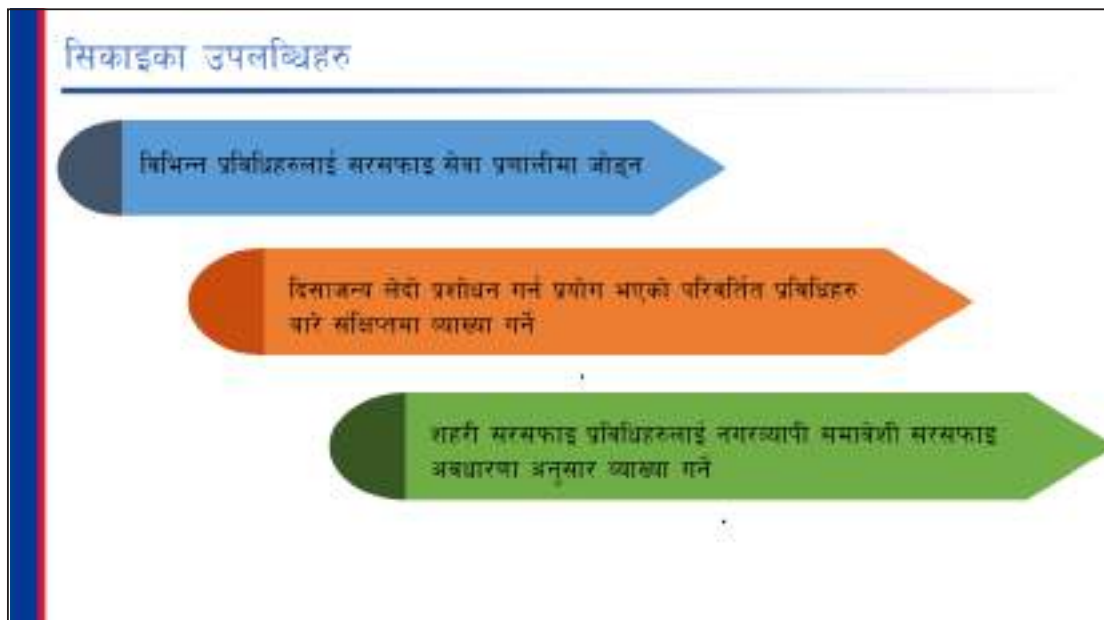 सिकाइका उपलब्धिहरु
विभिन्न प्रविधिहरुलाई सरसफाइ सेवा प्रणालीमा जोड्न
दिसाजन्य लेदो प्रशोधन गर्न प्रयोग भएको परिवर्तित प्रविधिहरु
बारे संक्षिप्तमा व्याख्या गर्ने
शहरी सरसफाइ प्रविधिहरुलाई नगरव्यापी समावेशी सरसफाइ
अवधारणा अनुसार व्याख्या गर्ने